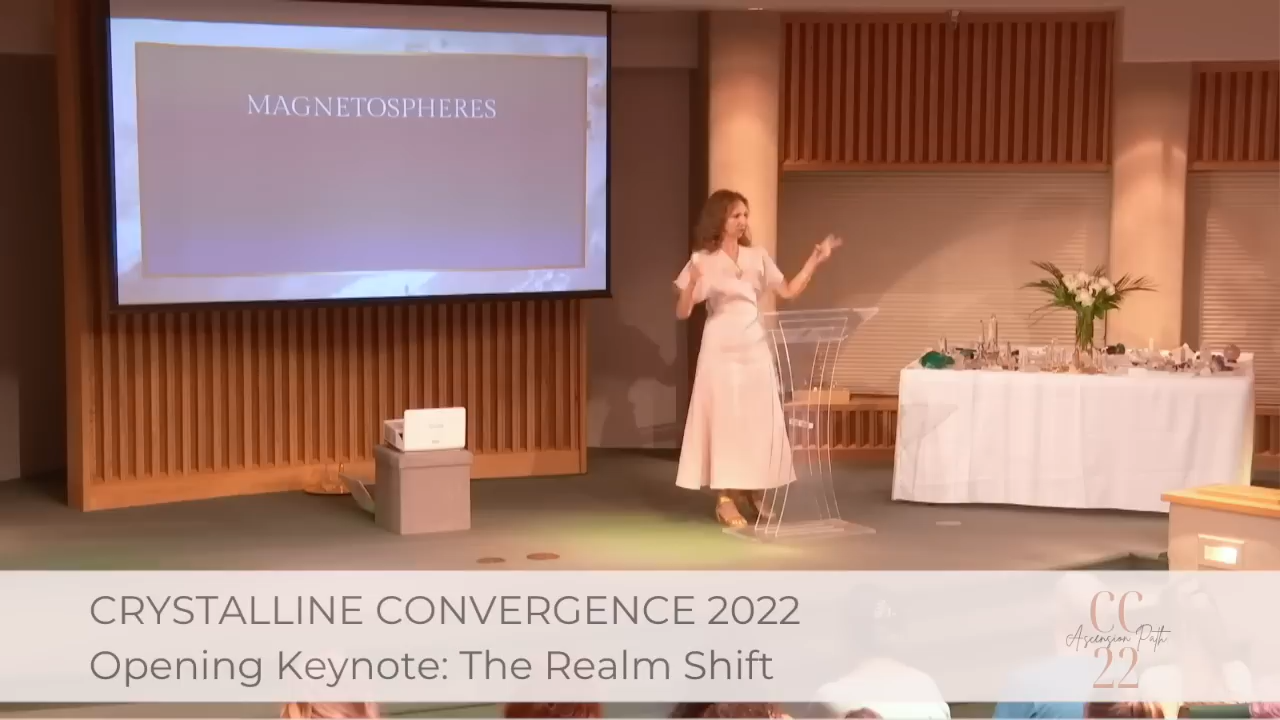 MAGNETOSPHERES
CRYSTALLINE CONVERGENCE 2022
Opening Keynote: The Realm Shift
CC
Ascension Path
22